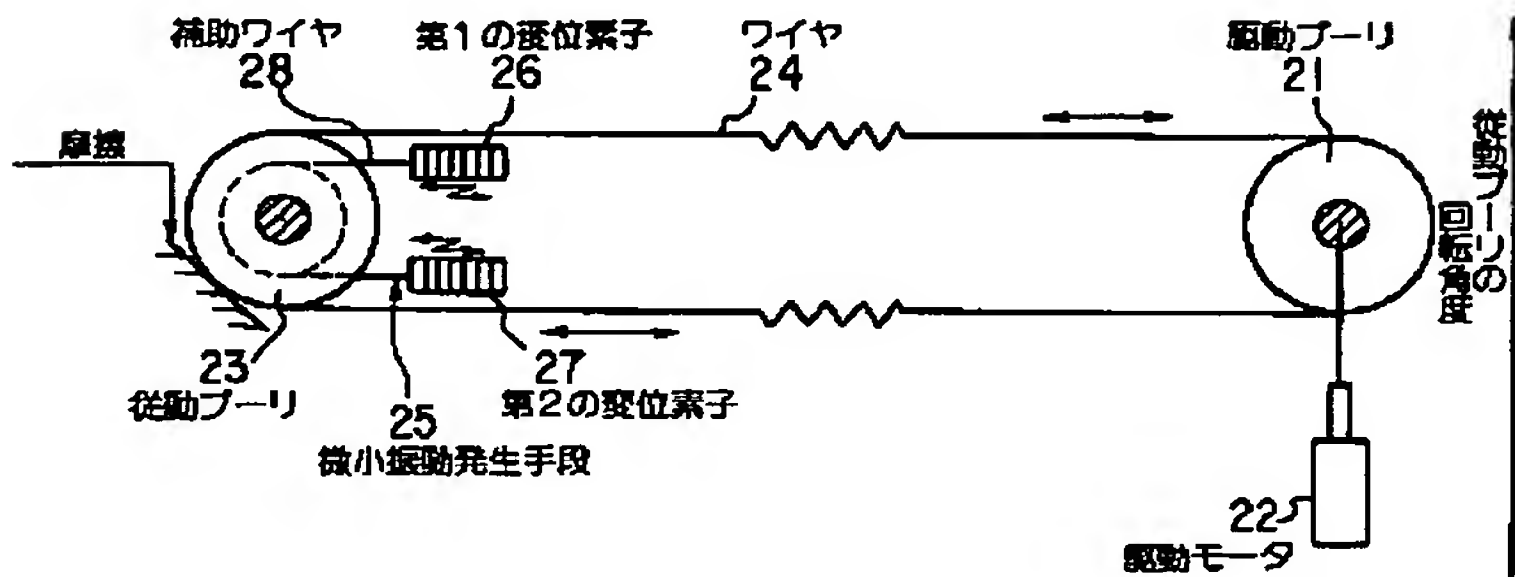 補助ワイヤ
28
第1の変位素子
26
ワイヤ
24
駆動プーリ
21
摩擦
従動プーリの
回転角度
23
従動プーリ
25
微小振動発生手段
27
第2の変位素子
22
駆動モータ